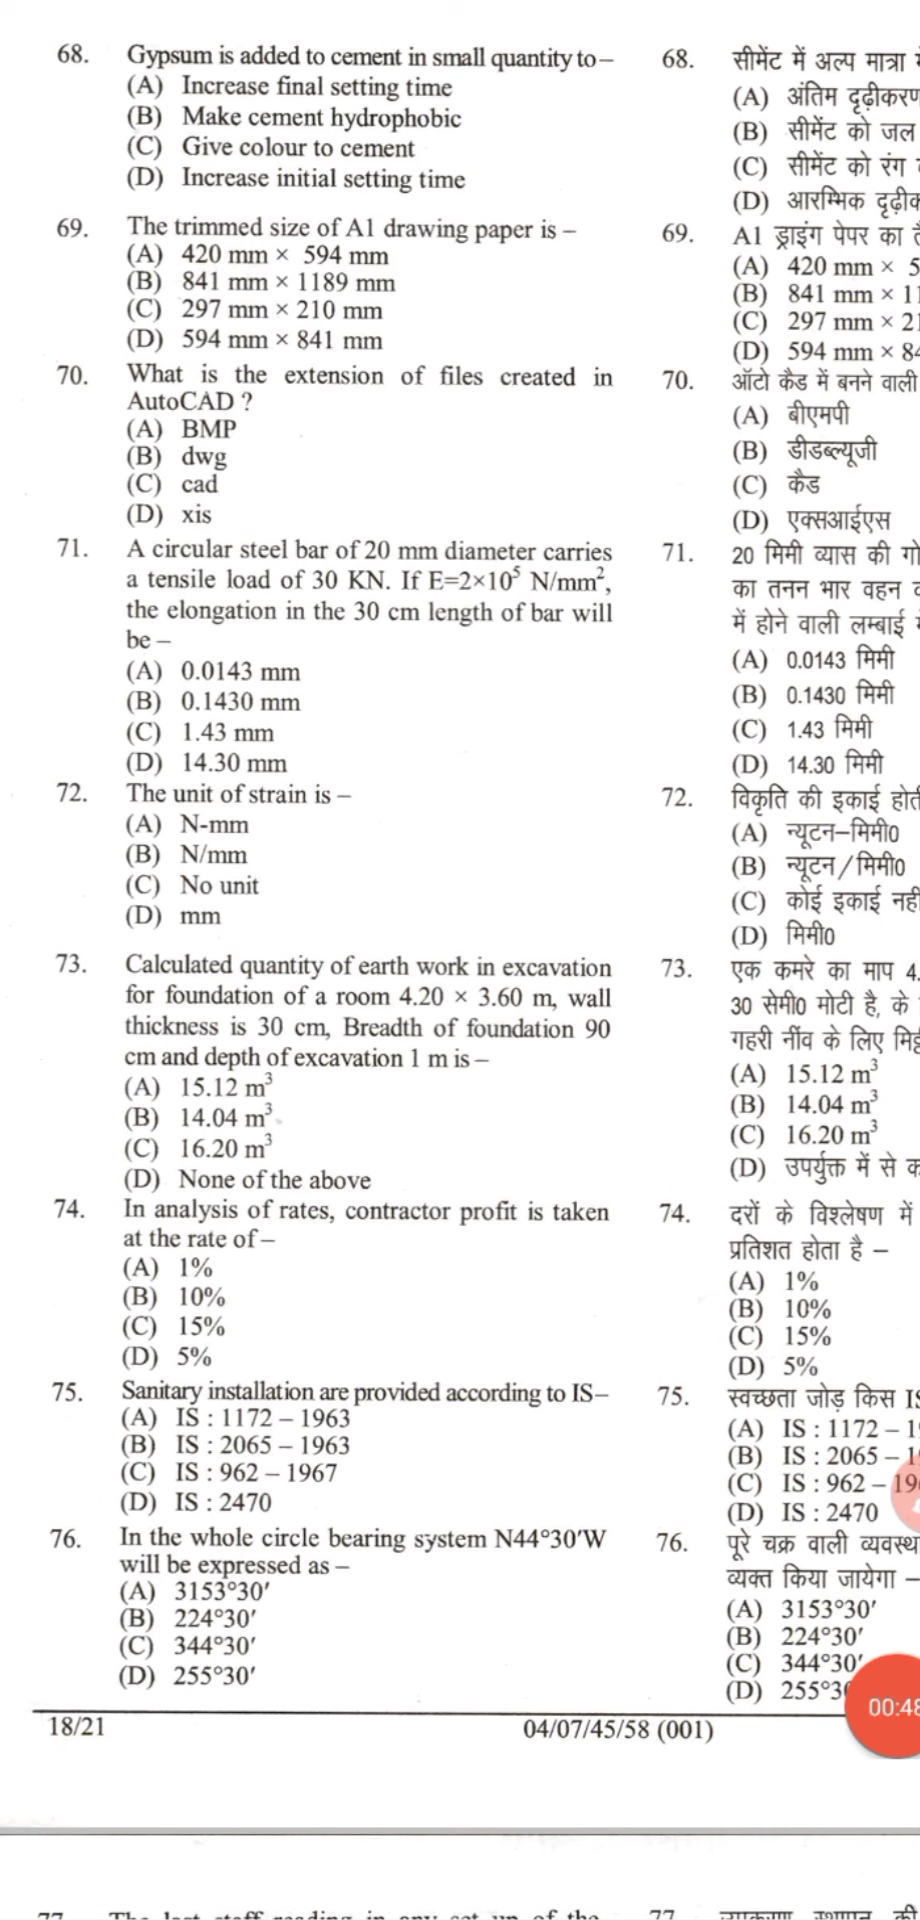 68. Gypsum is added to cement in small quantity to –
(A) Increase final setting time
(B) Make cement hydrophobic
(C) Give colour to cement
(D) Increase initial setting time
69. The trimmed size of A1 drawing paper is –
(A) 420 mm × 594 mm
(B) 841 mm × 1189 mm
(C) 297 mm × 210 mm
(D) 594 mm × 841 mm
70. What is the extension of files created in
AutoCAD ?
(A) BMP
(B) dwg
(C) cad
(D) xis
71. A circular steel bar of 20 mm diameter carries
a tensile load of 30 KN. If E=2×10⁵ N/mm²,
the elongation in the 30 cm length of bar will
be –
(A) 0.0143 mm
(B) 0.1430 mm
(C) 1.43 mm
(D) 14.30 mm
72. The unit of strain is –
(A) N-mm
(B) N/mm
(C) No unit
(D) mm
73. Calculated quantity of earth work in excavation
for foundation of a room 4.20 × 3.60 m, wall
thickness is 30 cm, Breadth of foundation 90
cm and depth of excavation 1 m is –
(A) 15.12 m³
(B) 14.04 m³
(C) 16.20 m³
(D) None of the above
74. In analysis of rates, contractor profit is taken
at the rate of –
(A) 1%
(B) 10%
(C) 15%
(D) 5%
75. Sanitary installation are provided according to IS–
(A) IS : 1172 – 1963
(B) IS : 2065 – 1963
(C) IS : 962 – 1967
(D) IS : 2470
76. In the whole circle bearing system N44°30′W
will be expressed as –
(A) 3153°30′
(B) 224°30′
(C) 344°30′
(D) 255°30′
68. सीमेंट में अल्प मात्रा
(A) अंतिम दृढ़ीकरण
(B) सीमेंट को जल
(C) सीमेंट को रंग
(D) आरम्भिक
69. A1 ड्राइंग पेपर का
(A) 420 mm × 5
(B) 841 mm × 11
(C) 297 mm × 21
(D) 594 mm × 84
70. ऑटो कैड में बनने वाली
(A) बीएमपी
(B) डीडब्ल्यूजी
(C) कैड
(D) एक्सआईएस
71. 20 मिमी व्यास की गो
का तनन भार वहन
में होने वाली लम्बाई
(A) 0.0143 मिमी
(B) 0.1430 मिमी
(C) 1.43 मिमी
(D) 14.30 मिमी
72. विकृति की इकाई होती
(A) न्यूटन–मिमी0
(B) न्यूटन/मिमी0
(C) कोई इकाई नहीं
(D) मिमी0
73. एक कमरे का माप 4.
30 सेमी0 मोटी है, के
गहरी नींव के लिए
(A) 15.12 m³
(B) 14.04 m³
(C) 16.20 m³
(D) उपर्युक्त में से
74. दरों के विश्लेषण में
प्रतिशत होता है –
(A) 1%
(B) 10%
(C) 15%
(D) 5%
75. स्वच्छता जोड़ किस IS
(A) IS : 1172 – 1
(B) IS : 2065 – 1
(C) IS : 962 – 19
(D) IS : 2470
76. पूरे चक्र वाली
व्यक्त किया जायेगा –
(A) 3153°30′
(B) 224°30′
(C) 344°30′
(D) 255°3
00:48
18/21
04/07/45/58 (001)